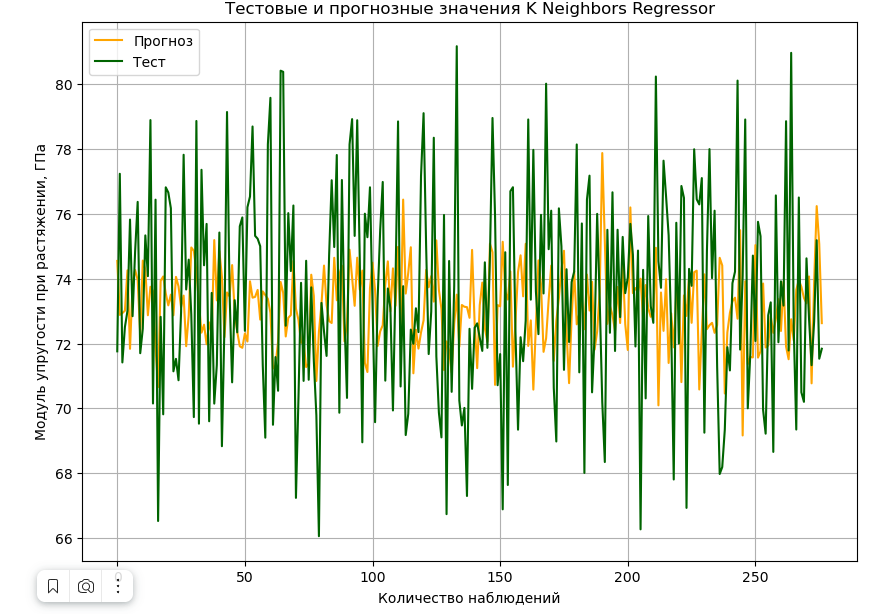 Тестовые и прогнозные значения K Neighbors Regressor
Прогноз
Тест
Модуль упругости при растяжении, ГПа
80
78
76
74
72
70
68
66
0
50
100
150
200
250
Количество наблюдений